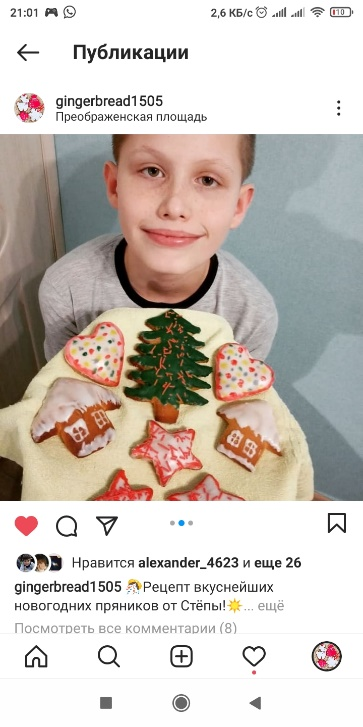 21:01 2,6 КБ/с 10
Публикации
gingerbread1505
Преображенская площадь
Нравится alexander_4623 и еще 26
gingerbread1505 Рецепт вкуснейших
новогодних пряников от Стёпы! ... ещё
Посмотреть все комментарии (8)